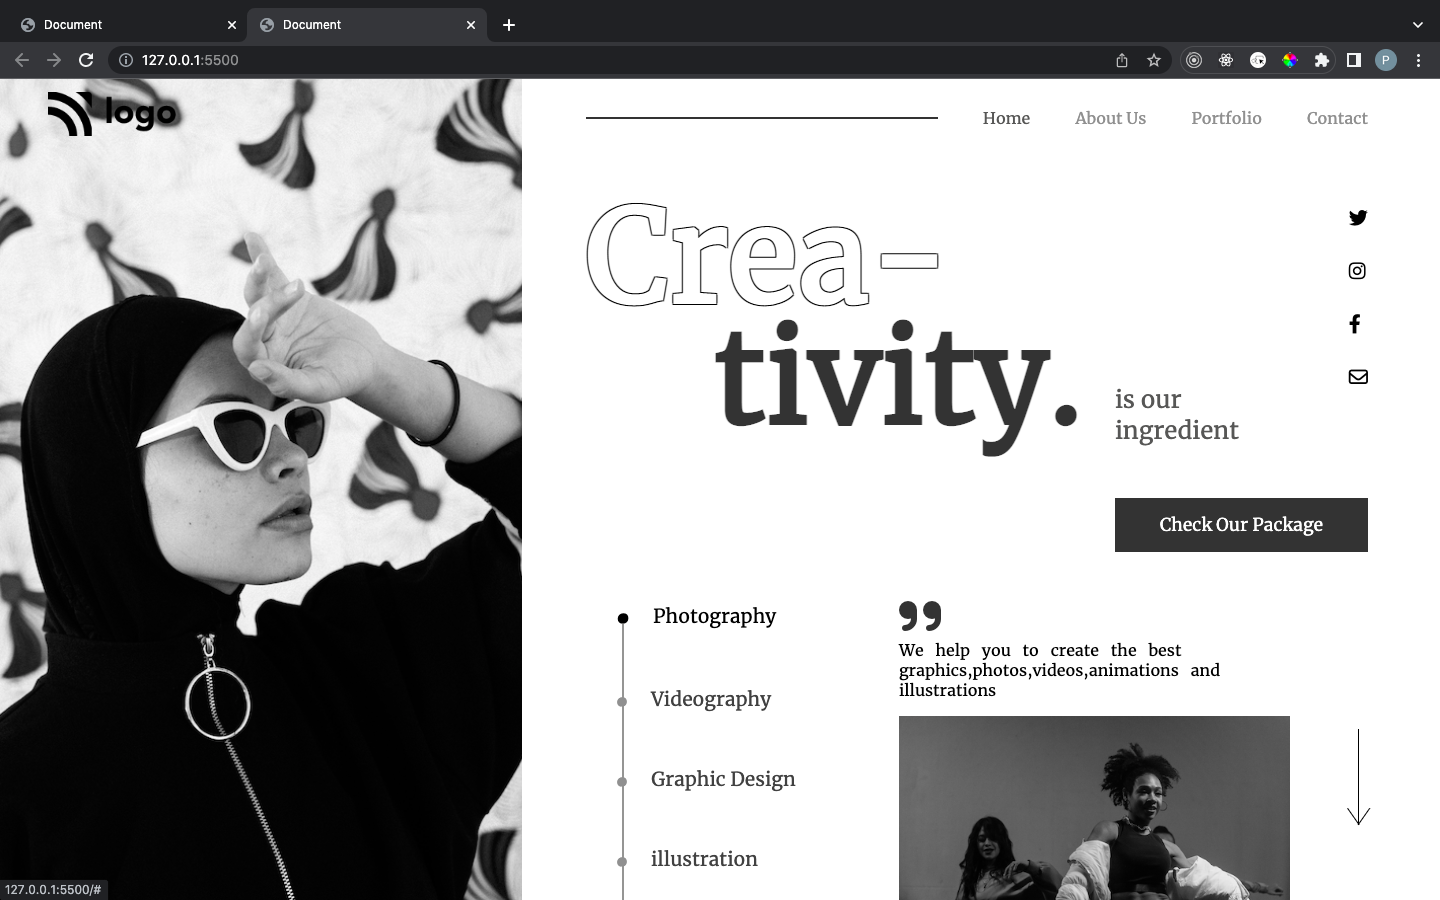 Document
Document
127.0.0.1:5500
P
logo
Home
About Us
Portfolio
Contact
Crea-
tivity.
is our
ingredient
Check Our Package
Photography
Videography
Graphic Design
illustration
We help you to create the best
graphics,photos,videos,animations and
illustrations
127.0.0.1:5500/#